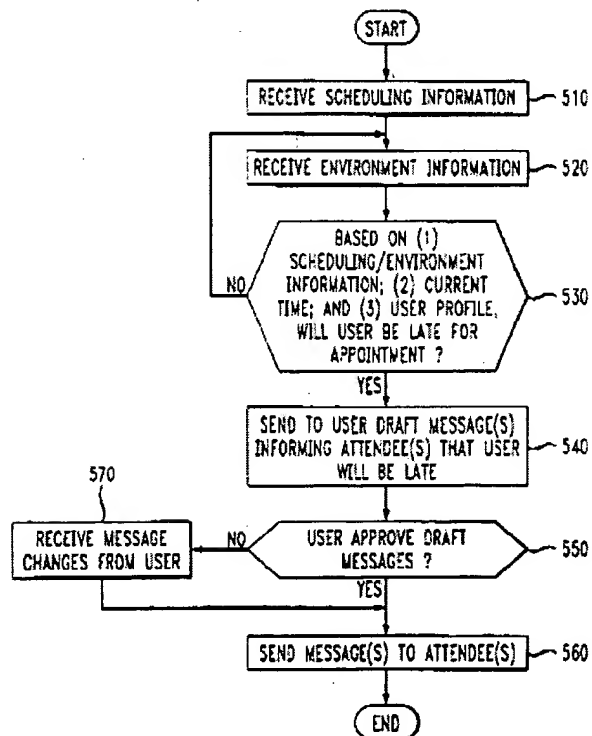 START
RECEIVE SCHEDULING INFORMATION
510
RECEIVE ENVIRONMENT INFORMATION
520
BASED ON (1)
SCHEDULING/ENVIRONMENT
INFORMATION; (2) CURRENT
TIME; AND (3) USER PROFILE,
WILL USER BE LATE FOR
APPOINTMENT ?
530
NO
YES
SEND TO USER DRAFT MESSAGE(S)
INFORMING ATTENDEE(S) THAT USER
WILL BE LATE
540
570
RECEIVE MESSAGE
CHANGES FROM USER
NO
USER APPROVE DRAFT
MESSAGES ?
550
YES
SEND MESSAGE(S) TO ATTENDEE(S)
560
END